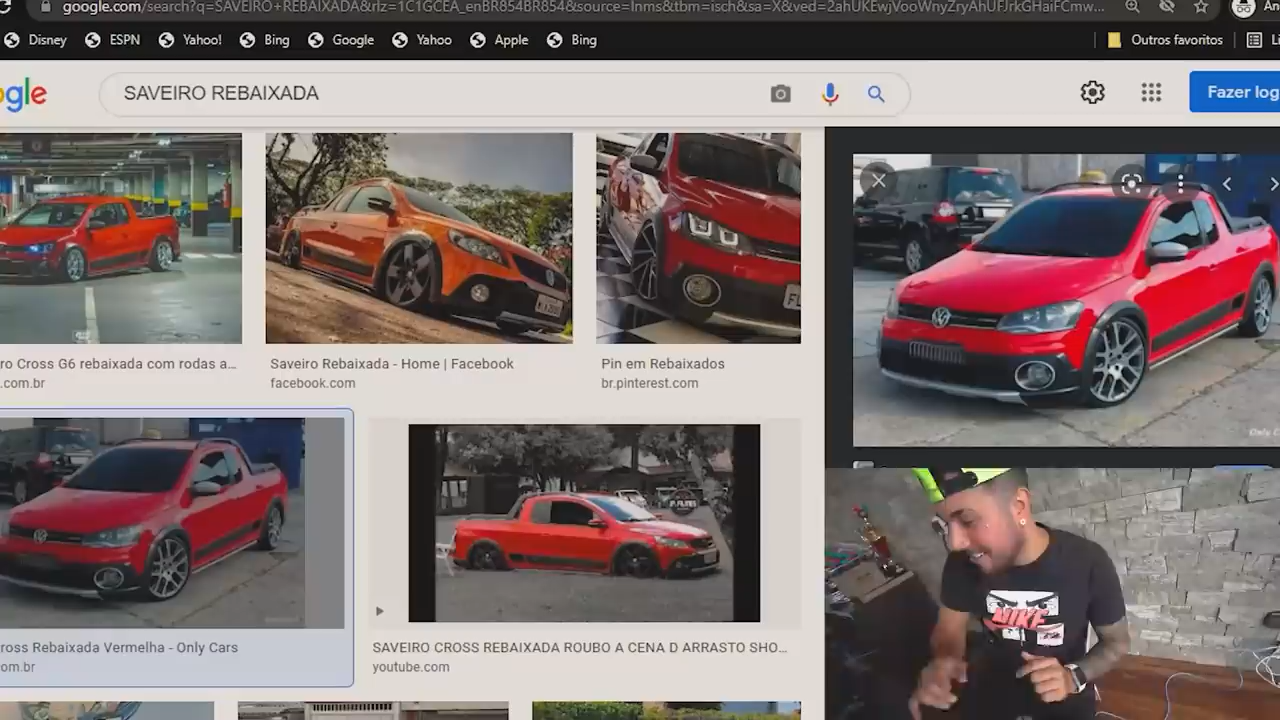 google.com/search?q=SAVEIRO+REBAIXADA&rlz=1C1GCEA_enBR854BR854&source=lnms&tbm=isch&sa=X&ved=2ahUKEwjVooWnyZryAhUFJrkGHaiFCmw...
Disney ESPN Yahoo! Bing Google Yahoo Apple Bing Outros favoritos
SAVEIRO REBAIXADA
Fazer log
ro Cross G6 rebaixada com rodas a...
.com.br
Saveiro Rebaixada - Home | Facebook
facebook.com
Pin em Rebaixados
br.pinterest.com
ross Rebaixada Vermelha - Only Cars
om.br
SAVEIRO CROSS REBAIXADA ROUBO A CENA D ARRASTO SHO...
youtube.com
NIKE